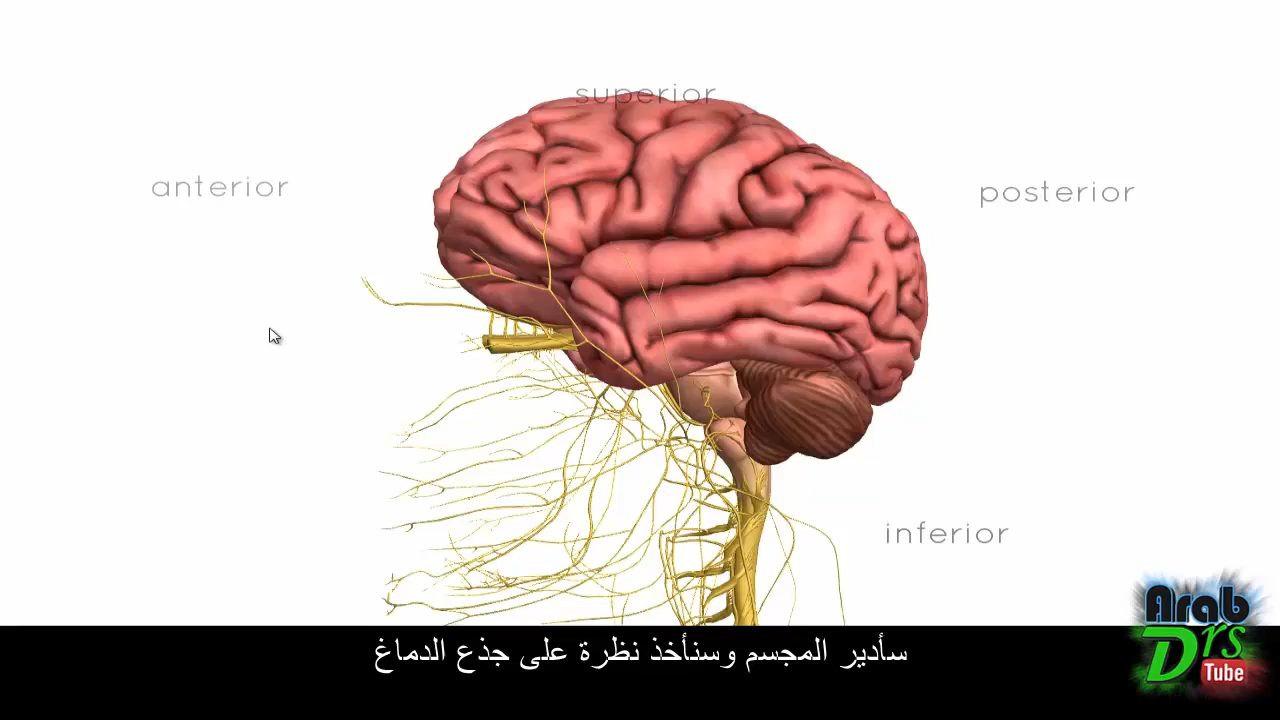 superior
anterior
posterior
inferior
Arab
Drs
Tube
سأدير المجسم وسنأخذ نظرة على جذع الدماغ